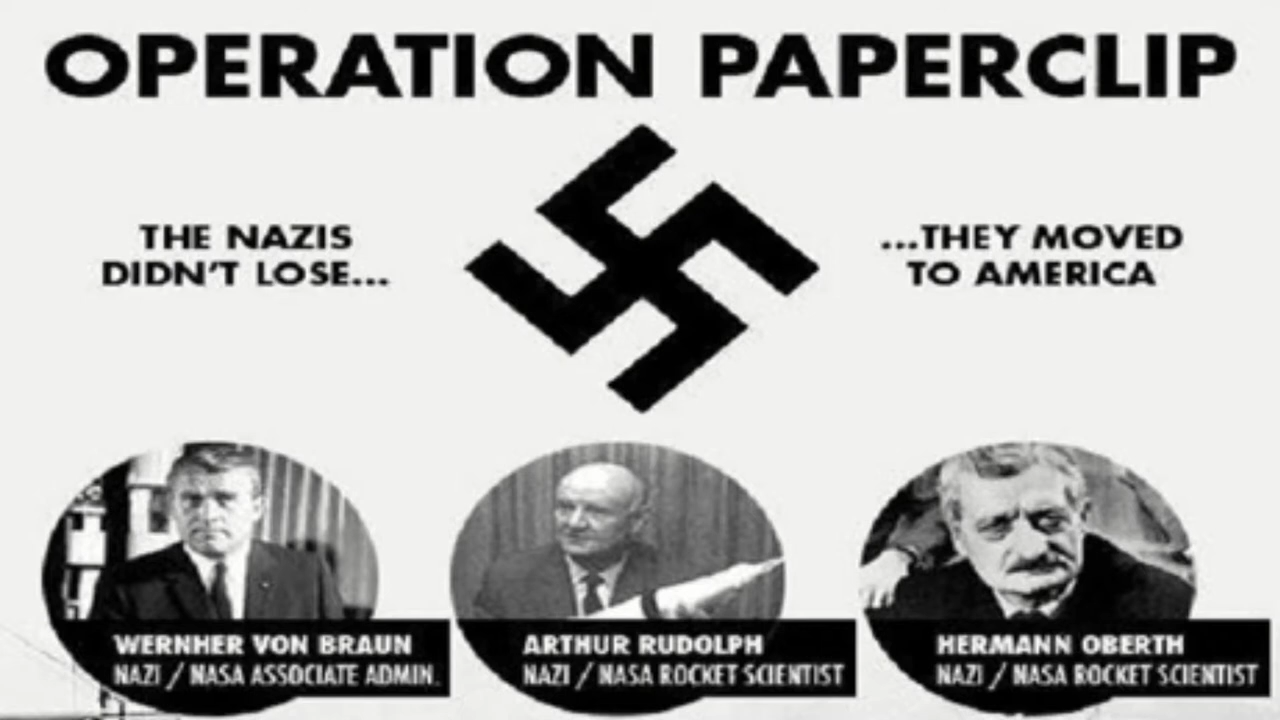 OPERATION PAPERCLIP
THE NAZIS
DIDN'T LOSE...
...THEY MOVED
TO AMERICA
WERNHER VON BRAUN
NAZI / NASA ASSOCIATE ADMIN.
ARTHUR RUDOLPH
NAZI / NASA ROCKET SCIENTIST
HERMANN OBERTH
NAZI / NASA ROCKET SCIENTIST